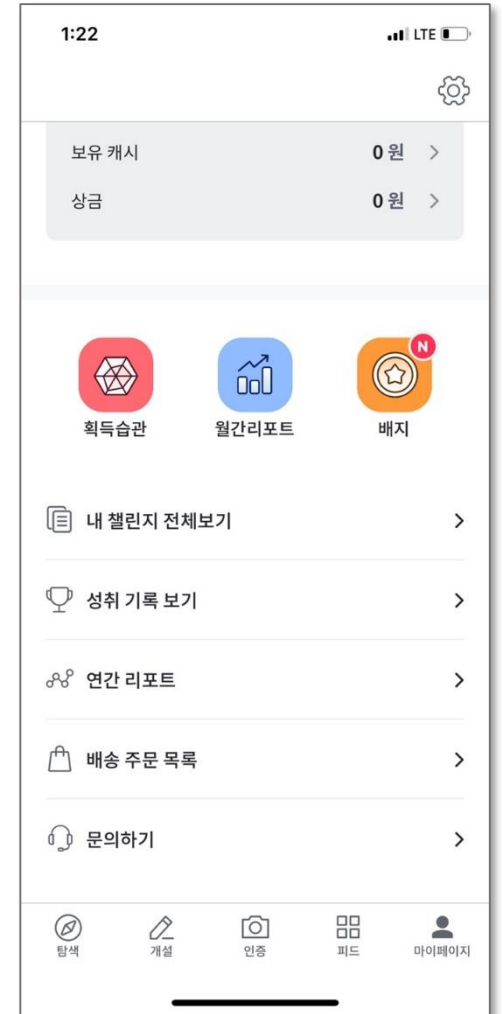 1:22 LTE
보유 캐시 0 원
상금 0 원
N
획득습관 월간리포트 배지
내 챌린지 전체보기
성취 기록 보기
연간 리포트
배송 주문 목록
문의하기
탐색 개설 인증 피드 마이페이지